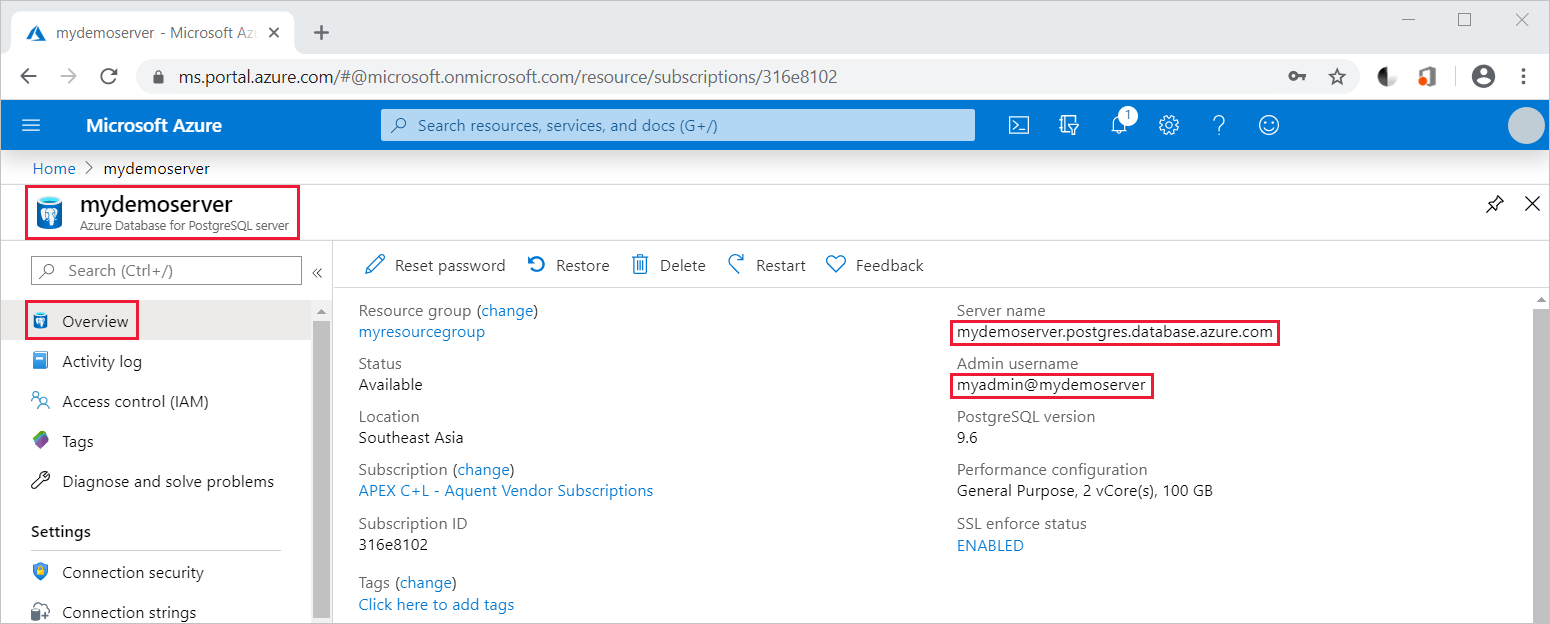 mydemoserver - Microsoft Az
ms.portal.azure.com/#@microsoft.onmicrosoft.com/resource/subscriptions/316e8102
Microsoft Azure
Search resources, services, and docs (G+/)
1
Home > mydemoserver
mydemoserver
Azure Database for PostgreSQL server
Search (Ctrl+/)
«
Overview
Activity log
Access control (IAM)
Tags
Diagnose and solve problems
Settings
Connection security
Connection strings
Reset password Restore Delete Restart Feedback
Resource group (change)
myresourcegroup
Status
Available
Location
Southeast Asia
Subscription (change)
APEX C+L - Aquent Vendor Subscriptions
Subscription ID
316e8102
Tags (change)
Click here to add tags
Server name
mydemoserver.postgres.database.azure.com
Admin username
myadmin@mydemoserver
PostgreSQL version
9.6
Performance configuration
General Purpose, 2 vCore(s), 100 GB
SSL enforce status
ENABLED